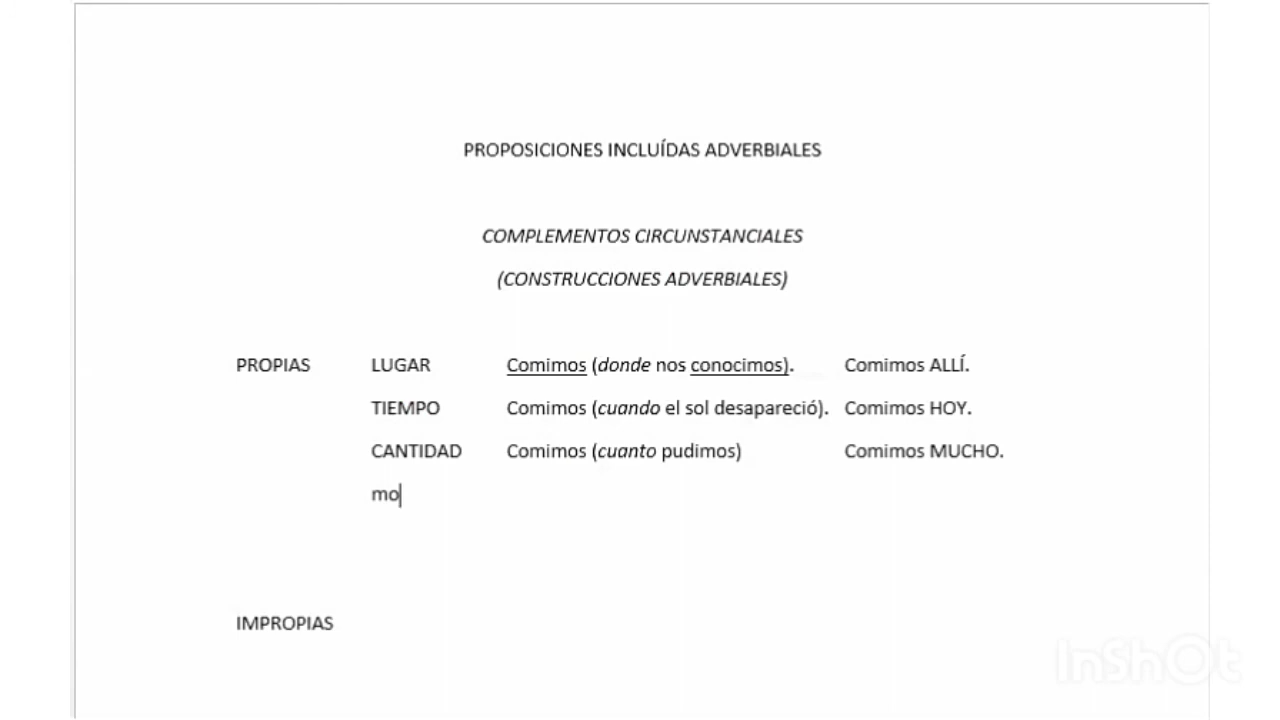 PROPOSICIONES INCLUÍDAS ADVERBIALES
COMPLEMENTOS CIRCUNSTANCIALES
(CONSTRUCCIONES ADVERBIALES)
PROPIAS LUGAR Comimos (donde nos conocimos). Comimos ALLÍ.
TIEMPO Comimos (cuando el sol desapareció). Comimos HOY.
CANTIDAD Comimos (cuanto pudimos) Comimos MUCHO.
mo
IMPROPIAS
InShOt